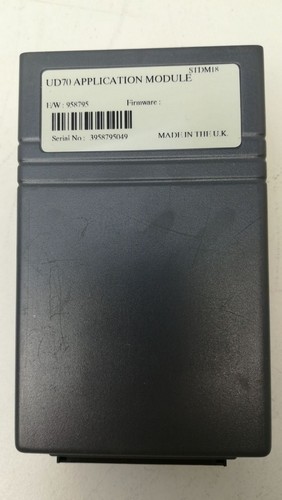 STDM18
UD70 APPLICATION MODULE
E/W : 958795 Firmware :
Serial No : 3958795049 MADE IN THE U.K.